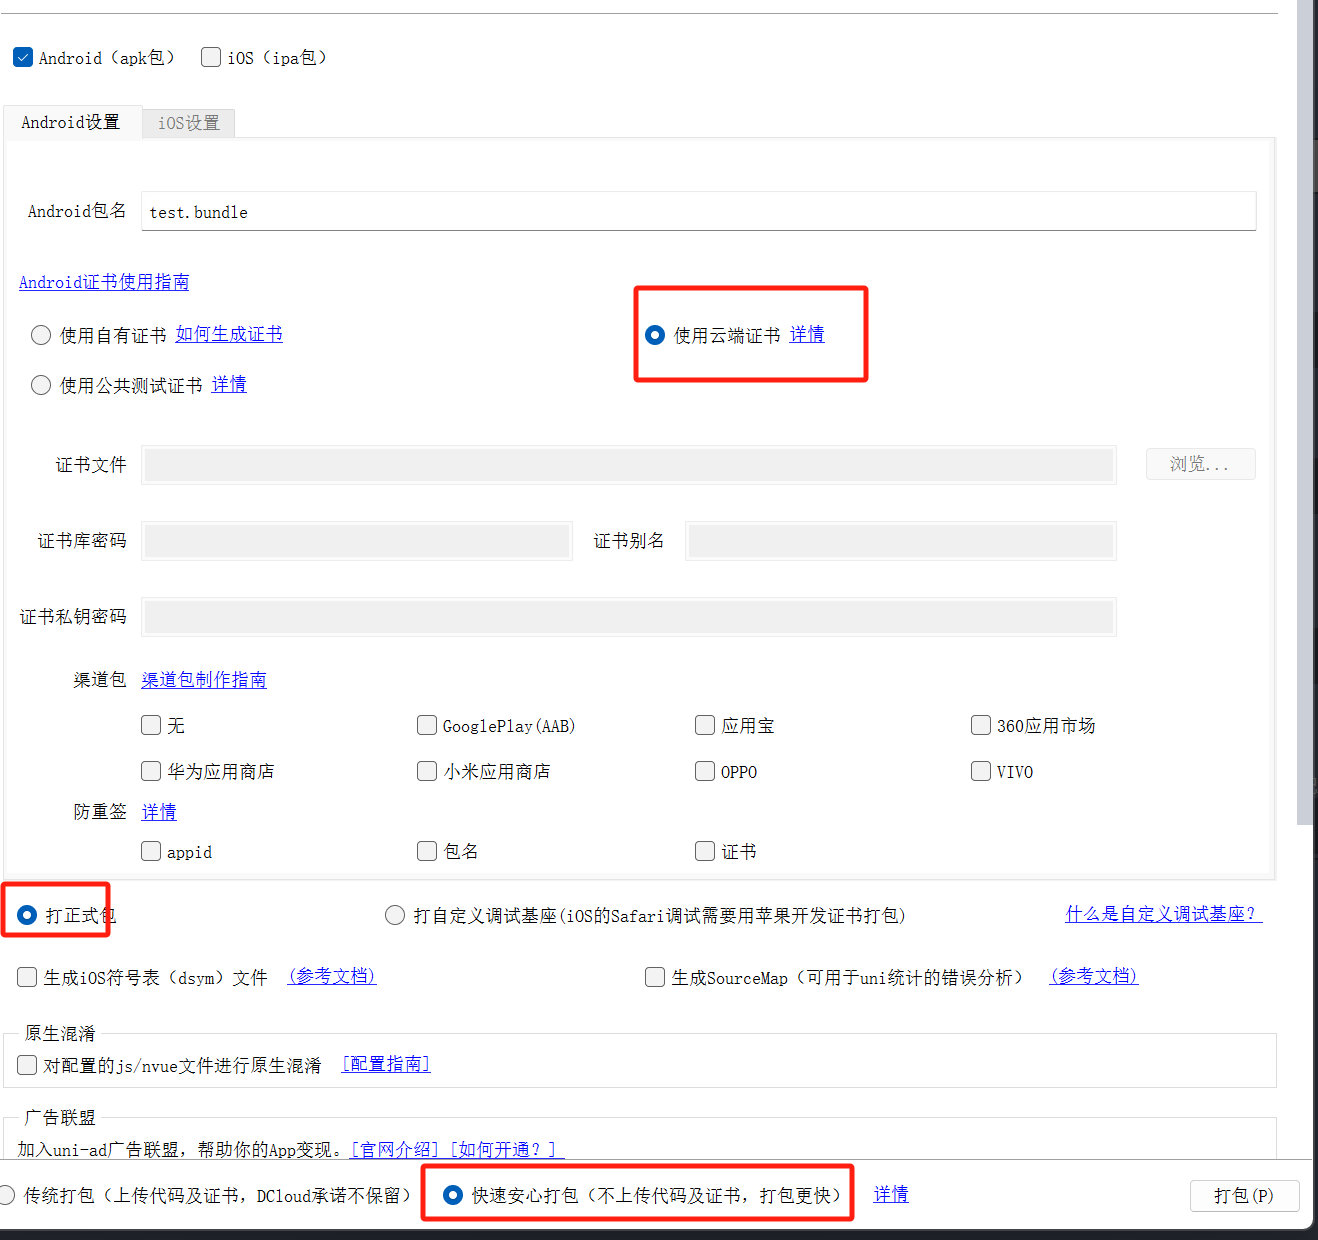 Android（apk包） iOS（ipa包）
Android设置 iOS设置
Android包名 test.bundle
Android证书使用指南
使用自有证书 如何生成证书 使用云端证书 详情
使用公共测试证书 详情
证书文件 浏览...
证书库密码 证书别名
证书私钥密码
渠道包 渠道包制作指南
无 GooglePlay(AAB) 应用宝 360应用市场
华为应用商店 小米应用商店 OPPO VIVO
防重签 详情
appid 包名 证书
打正式包 打自定义调试基座(iOS的Safari调试需要用苹果开发证书打包) 什么是自定义调试基座？
生成iOS符号表（dsym）文件 （参考文档） 生成SourceMap（可用于uni统计的错误分析） （参考文档）
原生混淆
对配置的js/nvue文件进行原生混淆 [配置指南]
广告联盟
加入uni-ad广告联盟，帮助你的App变现。[官网介绍] [如何开通？]
传统打包（上传代码及证书，DCloud承诺不保留） 快速安心打包（不上传代码及证书，打包更快） 详情 打包(P)